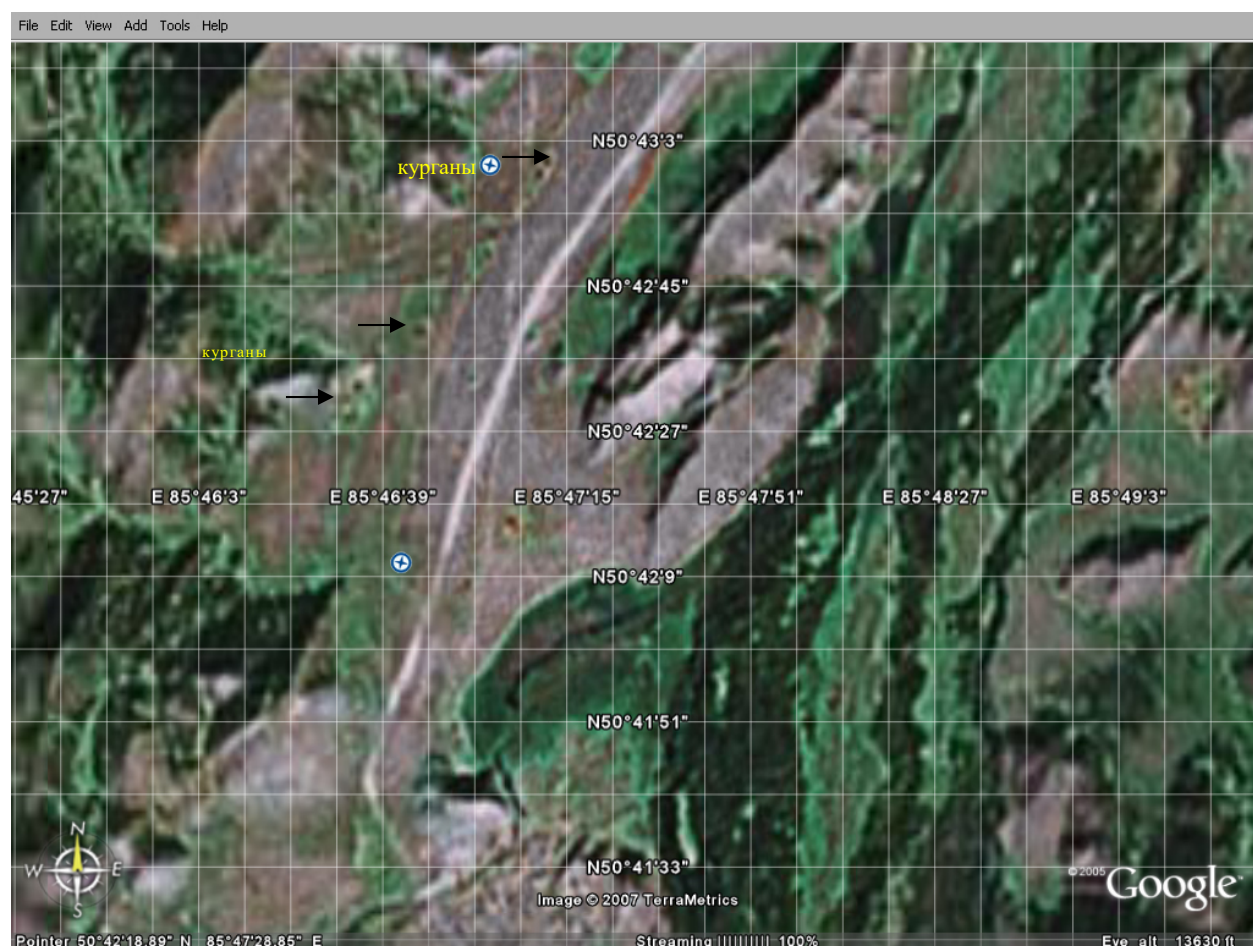 File Edit View Add Tools Help
N50°43'3"
курганы
N50°42'45"
курганы
N50°42'27"
45'27" E 85°46'3" E 85°46'39" E 85°47'15" E 85°47'51" E 85°48'27" E 85°49'3"
N50°42'9"
N50°41'51"
N
W E
S
N50°41'33"
©2005 Google™
Image © 2007 TerraMetrics
Pointer 50°42'18.89" N 85°47'28.85" E Streaming |||||||||| 100% Eye alt 13630 ft